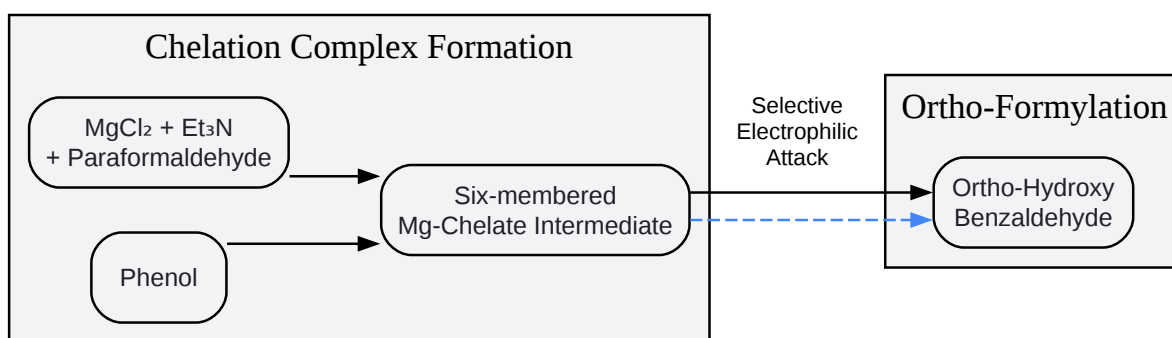 Chelation Complex Formation
MgCl₂ + Et₃N
+ Paraformaldehyde
Phenol
Six-membered
Mg-Chelate Intermediate
Selective
Electrophilic
Attack
Ortho-Formylation
Ortho-Hydroxy
Benzaldehyde